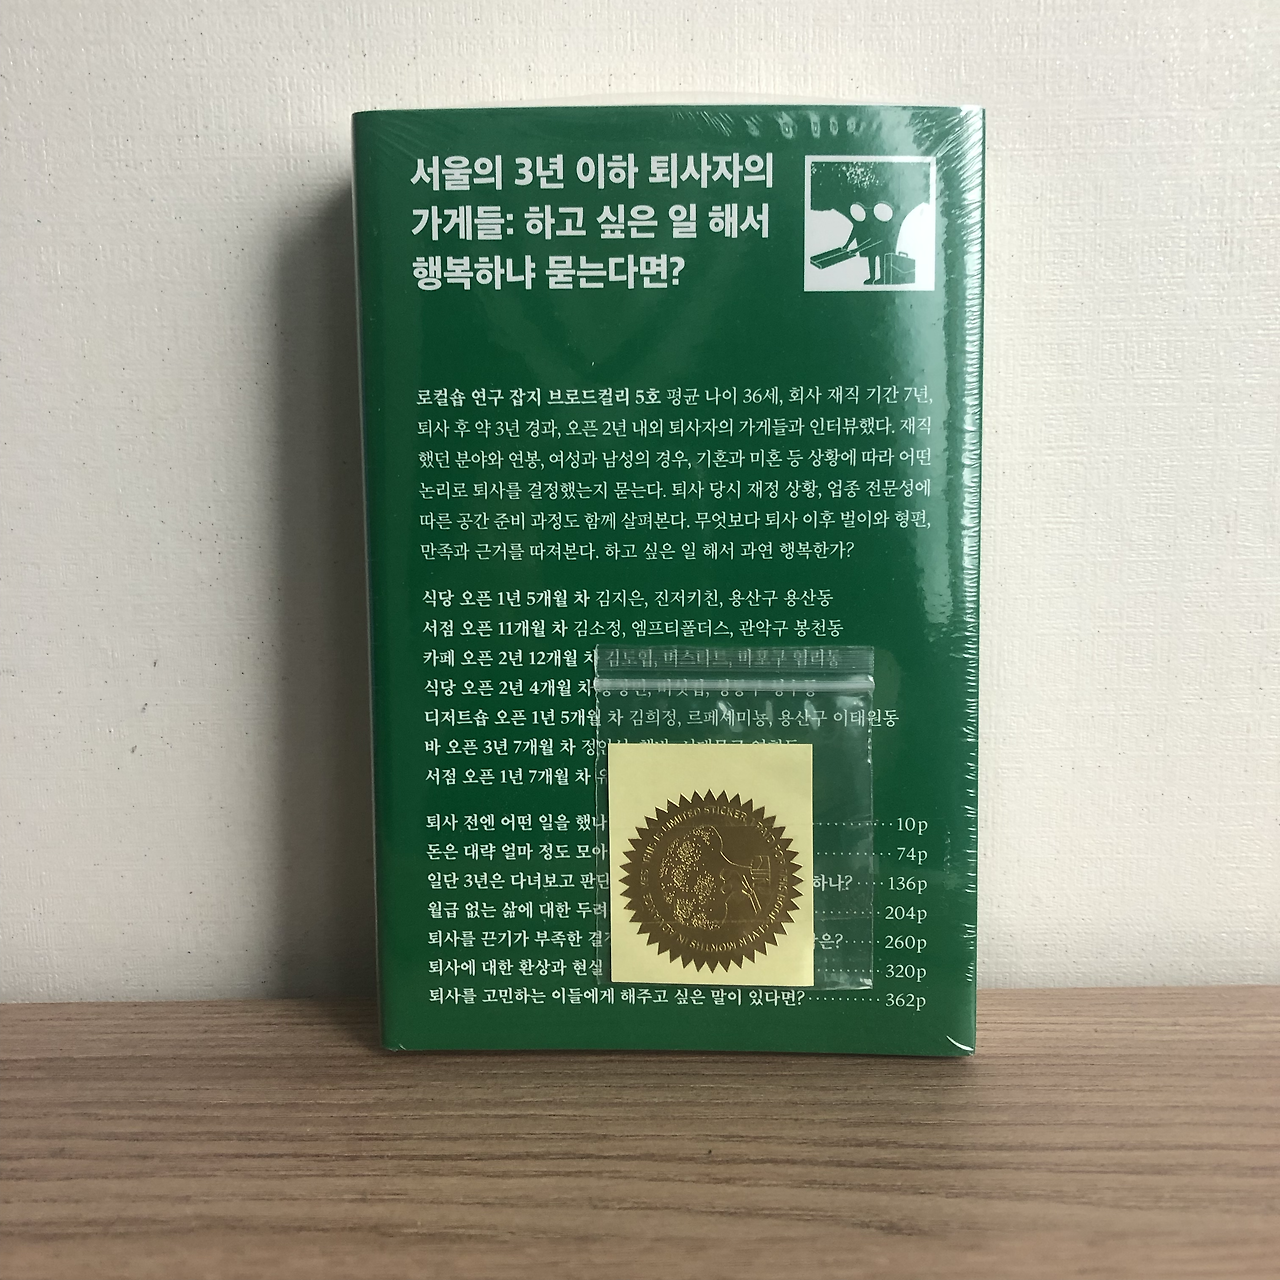 서울의 3년 이하 퇴사자의
가게들: 하고 싶은 일 해서
행복하냐 묻는다면?
로컬숍 연구 잡지 브로드컬리 5호 평균 나이 36세, 회사 재직 기간 7년,
퇴사 후 약 3년 경과, 오픈 2년 내외 퇴사자의 가게들과 인터뷰했다. 재직
했던 분야와 연봉, 여성과 남성의 경우, 기혼과 미혼 등 상황에 따라 어떤
논리로 퇴사를 결정했는지 묻는다. 퇴사 당시 재정 상황, 업종 전문성에
따른 공간 준비 과정도 함께 살펴본다. 무엇보다 퇴사 이후 벌이와 형편,
만족과 근거를 따져본다. 하고 싶은 일 해서 과연 행복한가?
식당 오픈 1년 5개월 차 김지은, 진저키친, 용산구 용산동
서점 오픈 11개월 차 김소정, 엠프티폴더스, 관악구 봉천동
카페 오픈 2년 12개월 차 마포구
식당 오픈 2년 4개월 차
디저트숍 오픈 1년 5개월 차 김희정, 르페셰미뇽, 용산구 이태원동
바 오픈 3년 7개월 차
서점 오픈 1년 7개월 차
퇴사 전엔 어떤 일을 했나 10p
돈은 대략 얼마 정도 모아 74p
일단 3년은 다녀보고 판단 하나? 136p
월급 없는 삶에 대한 두려 204p
퇴사를 끈기가 부족한 결 은? 260p
퇴사에 대한 환상과 현실 320p
퇴사를 고민하는 이들에게 해주고 싶은 말이 있다면? 362p
LIMITED STICKER